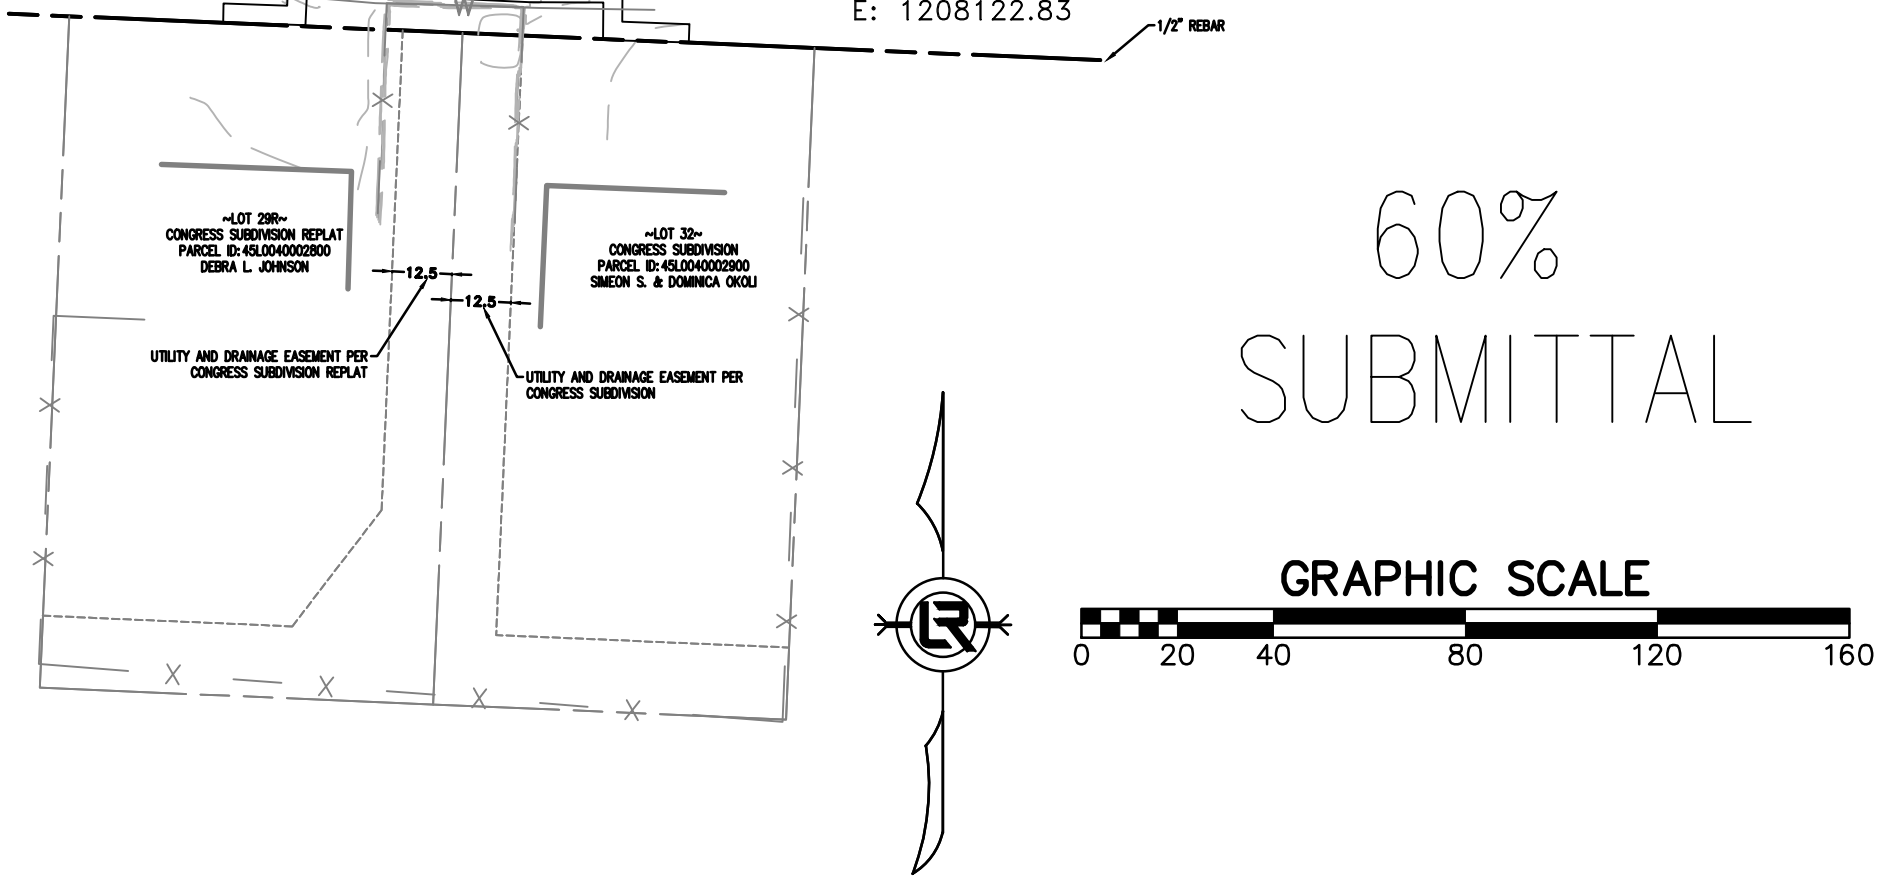 W
E: 1208122.83
1/2" REBAR
~LOT 29R~
CONGRESS SUBDIVISION REPLAT
PARCEL ID:45L0040002800
DEBRA L. JOHNSON
~LOT 32~
CONGRESS SUBDIVISION
PARCEL ID:45L0040002900
SIMEON S. & DOMINICA OKOLI
12.5
12.5
UTILITY AND DRAINAGE EASEMENT PER
CONGRESS SUBDIVISION REPLAT
UTILITY AND DRAINAGE EASEMENT PER
CONGRESS SUBDIVISION
60%
SUBMITTAL
LR
GRAPHIC SCALE
0 20 40 80 120 160